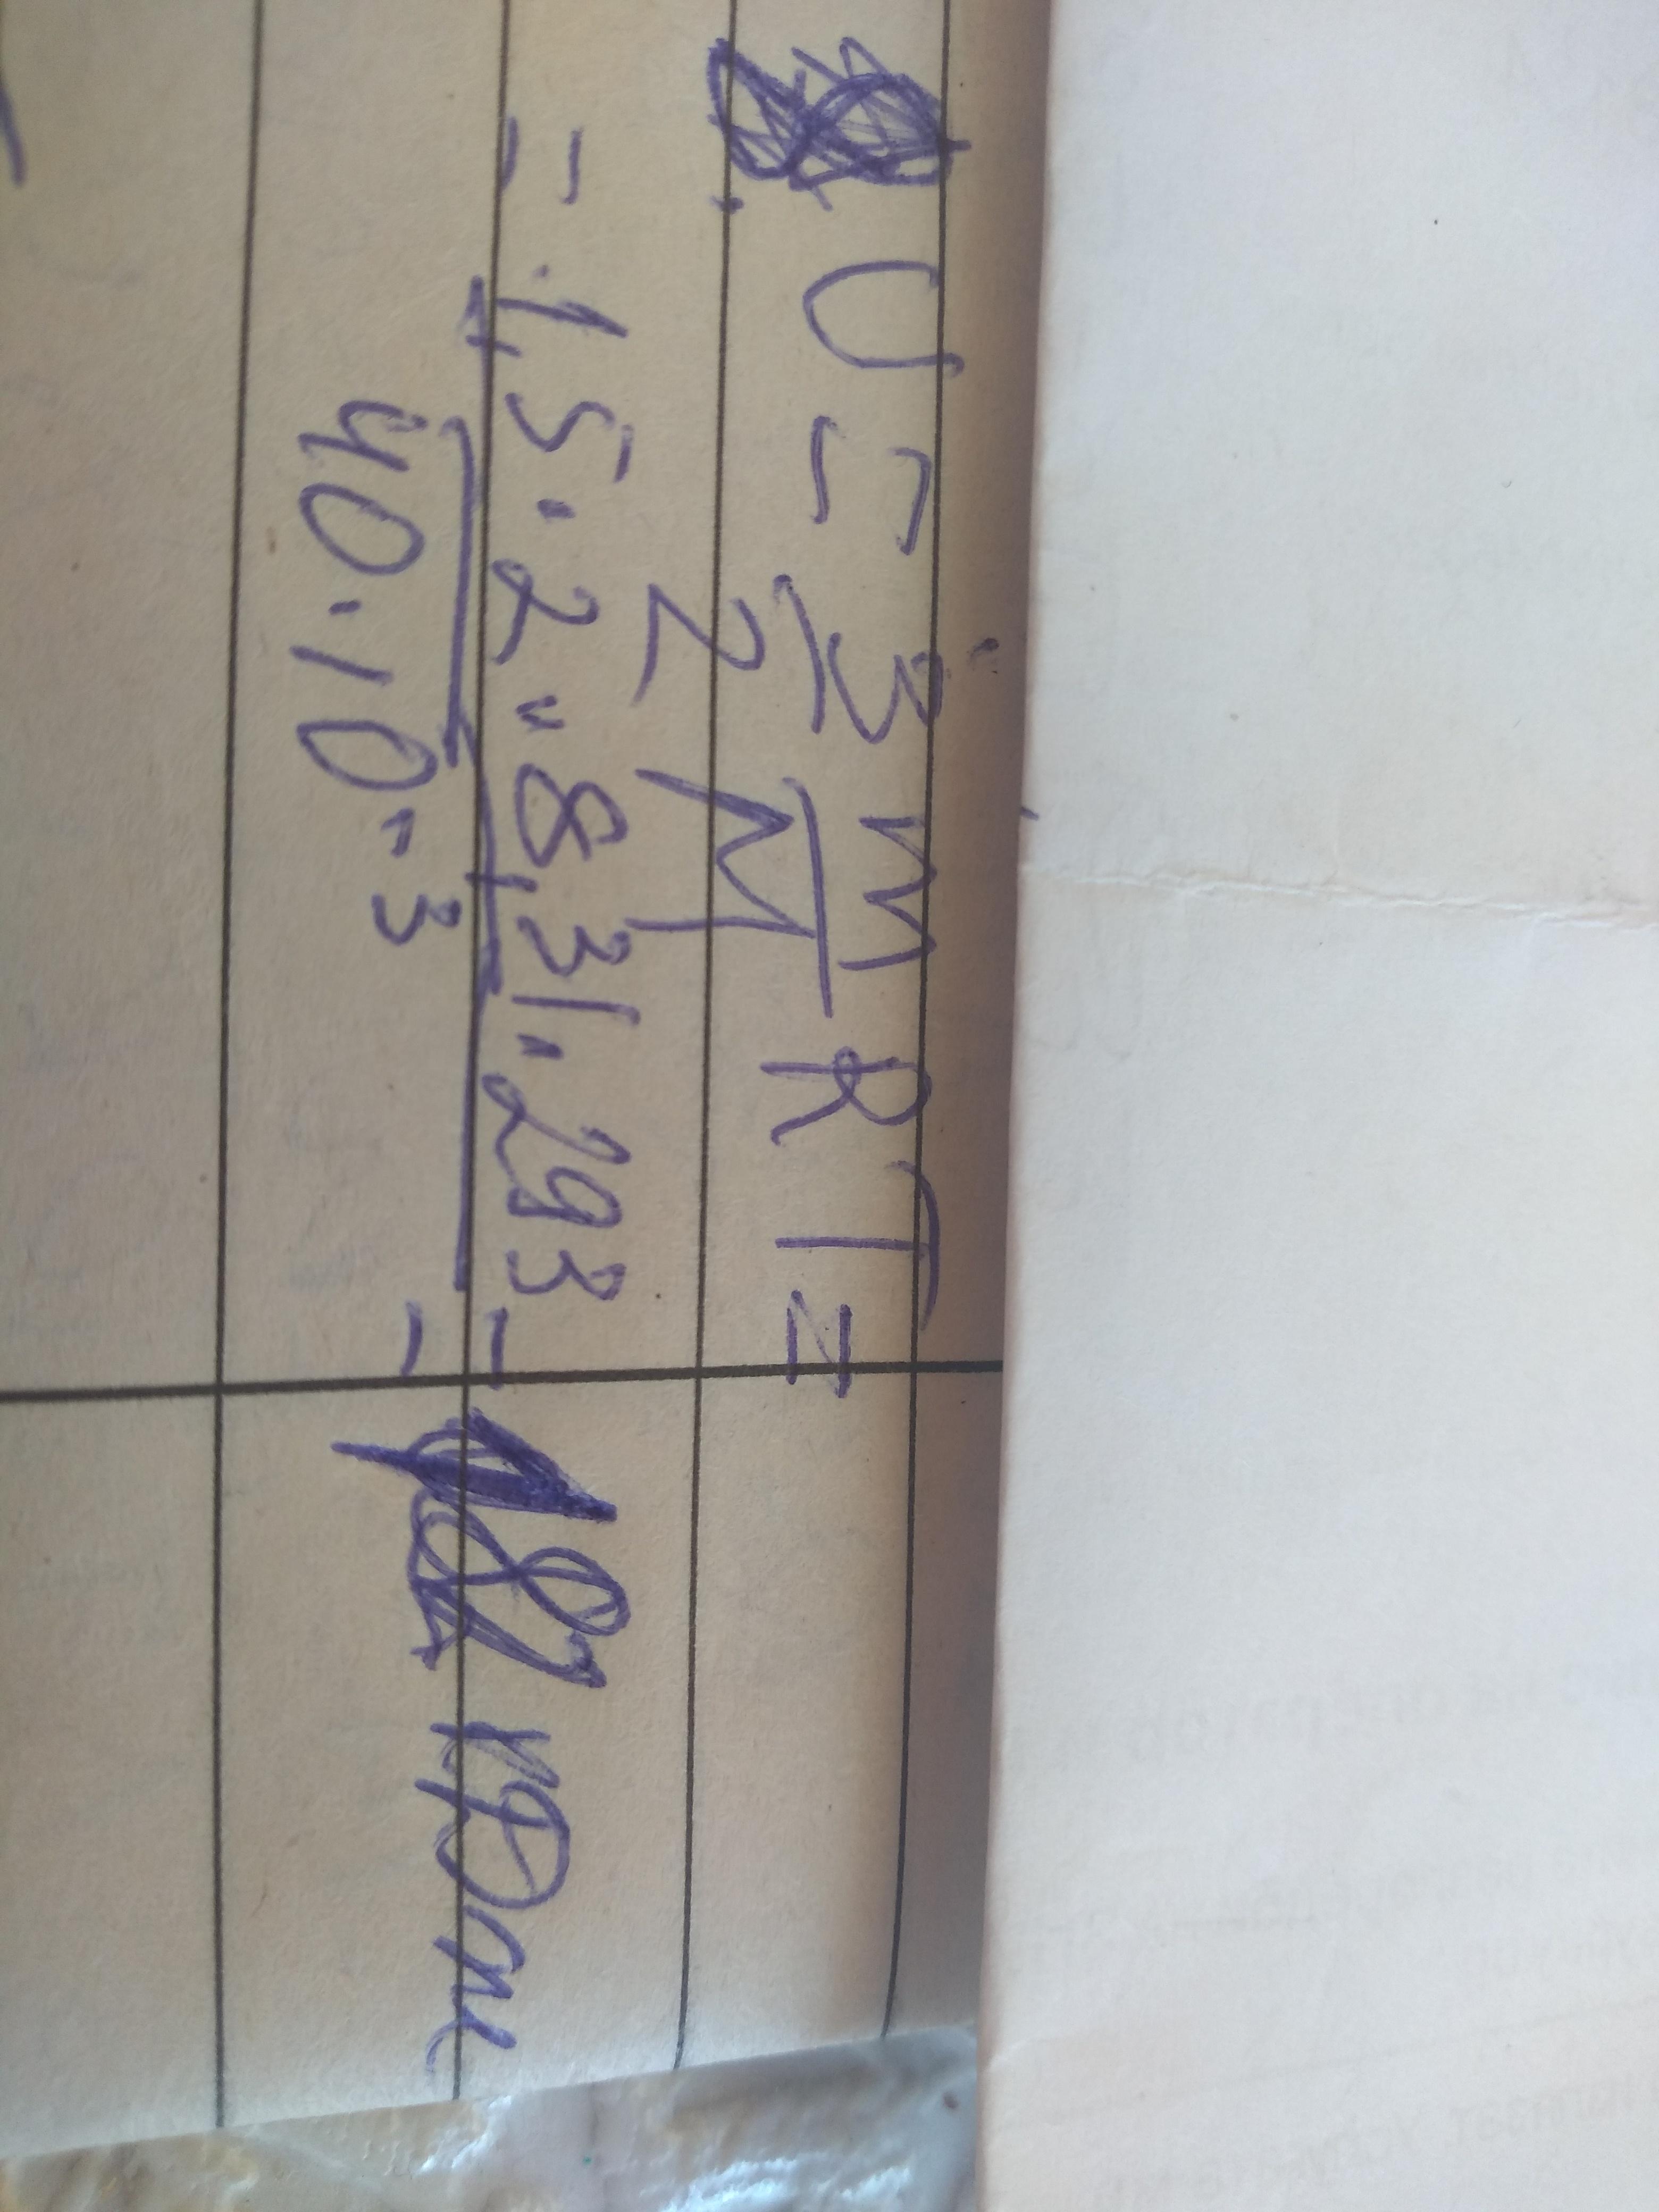 U = 3/2 m/M RT =
= 1,5 · 2 · 8,31 · 293 / 40 · 10⁻³ = 182 кДж